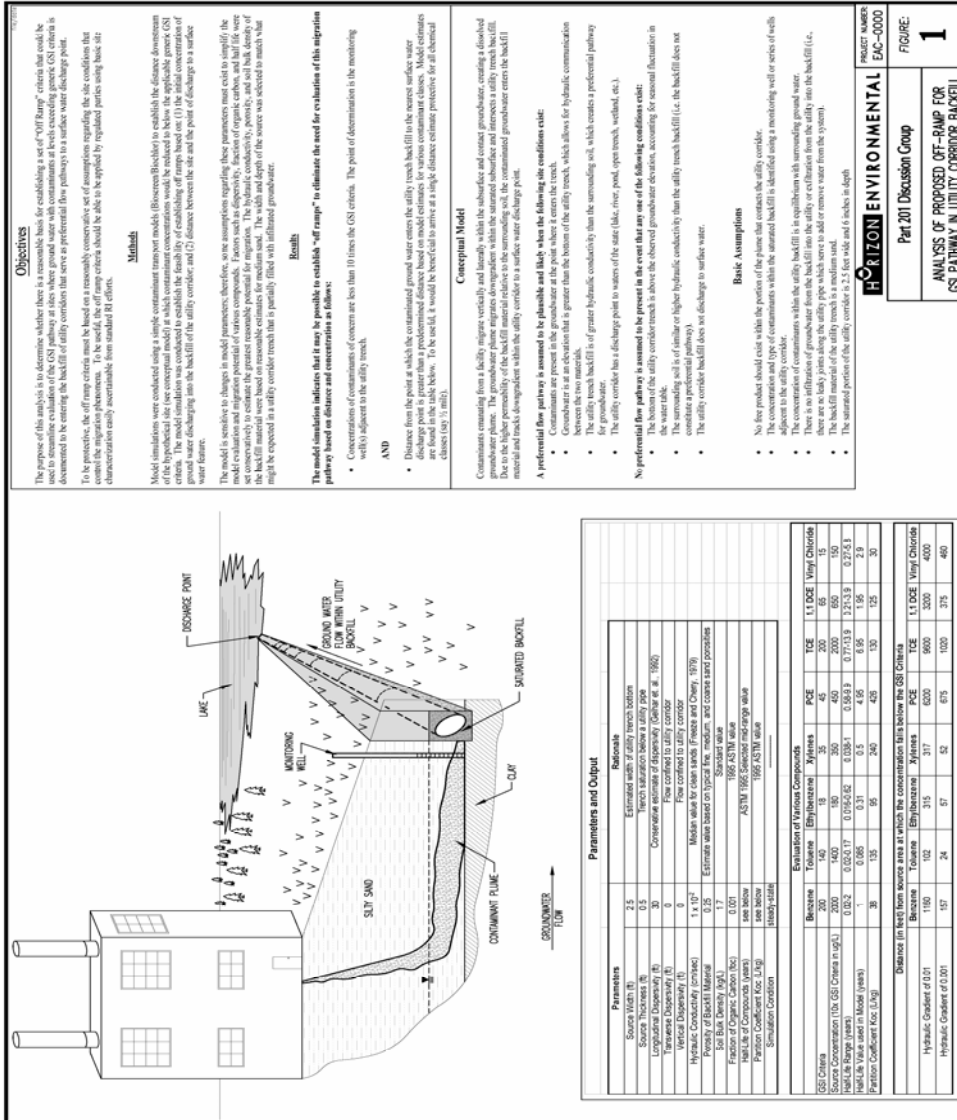 Objectives
The purpose of this analysis is to determine whether there is a reasonable basis for establishing a set of "Off Ramp" criteria that could be
used to streamline evaluation of the GSI pathway at sites where ground water with contaminants at levels exceeding generic GSI criteria is
documented to be entering the backfill of utility corridors that serve as preferential flow pathways to a surface water discharge point.
To be protective, the off ramp criteria must be based on a reasonably conservative set of assumptions regarding the site conditions that
control the migration phenomena. To be useful, the off ramp criteria should be able to be applied by regulated parties using basic site
characterization easily ascertainable from standard RI efforts.
Methods
Model simulations were conducted using a simple contaminant transport models (Bioscreen/Biochlor) to establish the distance downstream
of the hypothetical site (see conceptual model) at which contaminant concentrations would be reduced to below the applicable generic GSI
criteria. The model simulation was conducted to establish the feasibility of establishing off ramps based on: (1) the initial concentration of
ground water discharging into the backfill of the utility corridor; and (2) distance between the site and the point of discharge to a surface
water feature.
The model is sensitive to changes in model parameters; therefore, some assumptions regarding these parameters must exist to simplify the
model evaluation and migration potential of various compounds. Factors such as dispersivity, fraction of organic carbon, and half life were
set conservatively to estimate the greatest reasonable potential for migration. The hydraulic conductivity, porosity, and soil bulk density of
the backfill material were based on reasonable estimates for medium sand. The width and depth of the source was selected to match what
might be expected in a utility corridor trench that is partially filled with infiltrated groundwater.
Results
The model simulation indicates that it may be possible to establish "off ramps" to eliminate the need for evaluation of this migration
pathway based on distance and concentration as follows:
• Concentrations of contaminants of concern are less than 10 times the GSI criteria. The point of determination is the monitoring
well(s) adjacent to the utility trench.
AND
• Distance from the point at which the contaminated ground water enters the utility trench backfill to the nearest surface water
discharge point is greater than a predetermined distance based on model estimates for various contaminant classes. Model estimates
are found in the table below. To be useful, it would be beneficial to arrive at a single distance estimate protective for all chemical
classes (say ½ mile).
Conceptual Model
Contaminants emanating from a facility migrate vertically and laterally within the subsurface and contact groundwater, creating a dissolved
groundwater plume. The groundwater plume migrates downgradient within the saturated subsurface and intersects a utility trench backfill.
Due to the higher permeability of the backfill material relative to the surrounding soil, the contaminated groundwater enters the backfill
material and tracks downgradient within the utility corridor to a surface water discharge point.
A preferential flow pathway is assumed to be plausible and likely when the following site conditions exist:
• Contaminants are present in the groundwater at the point where it enters the trench.
• Groundwater is at an elevation that is greater than the bottom of the utility trench, which allows for hydraulic communication
between the two materials.
• The utility trench backfill is of greater hydraulic conductivity than the surrounding soil, which creates a preferential pathway
for groundwater.
• The utility corridor has a discharge point to waters of the state (lake, river, pond, open trench, wetland, etc.).
No preferential flow pathway is assumed to be present in the event that any one of the following conditions exist:
• The bottom of the utility corridor trench is above the observed groundwater elevation, accounting for seasonal fluctuation in
the water table.
• The surrounding soil is of similar or higher hydraulic conductivity than the utility trench backfill (i.e. the backfill does not
constitute a preferential pathway).
• The utility corridor backfill does not discharge to surface water.
Basic Assumptions
• No free product should exist within the portion of the plume that contacts the utility corridor.
• The concentration and type of contaminants within the saturated backfill is identified using a monitoring well or series of wells
adjacent to the utility corridor.
• The concentration of contaminants within the utility backfill is in equilibrium with surrounding ground water.
• There is no infiltration of groundwater from the backfill into the utility or exfiltration from the utility into the backfill (i.e.,
there are no leaky joints along the utility pipe which serve to add or remove water from the system).
• The backfill material of the utility trench is a medium sand.
• The saturated portion of the utility corridor is 2.5 feet wide and 6 inches in depth
LAKE
DISCHARGE POINT
MONITORING
WELL
GROUND WATER
FLOW WITHIN UTILITY
BACKFILL
SILTY SAND
SATURATED BACKFILL
CLAY
CONTAMINANT PLUME
GROUNDWATER
FLOW
Parameters and Output
Parameters Rationale
Source Width (ft) 2.5 Estimated width of utility trench bottom
Source Thickness (ft) 0.5 Trench saturation below a utility pipe
Longitudinal Dispersivity (ft) 30 Conservative estimate of dispersivity (Gelhar et. al., 1992)
Transverse Dispersivity (ft) 0 Flow confined to utility corridor
Vertical Dispersivity (ft) 0 Flow confined to utility corridor
Hydraulic Conductivity (cm/sec) 1 x 10⁻² Median value for clean sands (Freeze and Cherry, 1979)
Porosity of Backfill Material 0.25 Estimate value based on typical fine, medium, and coarse sand porosities
Soil Bulk Density (kg/L) 1.7 Standard value
Fraction of Organic Carbon (foc) 0.001 1995 ASTM value
Half-Life of Compounds (years) see below ASTM 1995 Selected mid-range value
Partition Coefficient Koc (L/kg) see below 1995 ASTM value
Simulation Condition steady-state
Evaluation of Various Compounds
Benzene Toluene Ethylbenzene Xylenes PCE TCE 1,1 DCE Vinyl Chloride
GSI Criteria 200 140 18 35 45 200 65 15
Source Concentration (10x GSI Criteria in ug/L) 2000 1400 180 350 450 2000 650 150
Half-Life Range (years) 0.02-2 0.02-0.17 0.016-0.62 0.038-1 0.58-9.9 0.77-13.9 0.21-3.9 0.27-5.8
Half-Life Value used in Model (years) 1 0.085 0.31 0.5 4.95 6.95 1.95 2.9
Partition Coefficient Koc (L/kg) 38 135 95 240 426 130 125 30
Distance (in feet) from source area at which the concentration falls below the GSI Criteria
Benzene Toluene Ethylbenzene Xylenes PCE TCE 1,1 DCE Vinyl Chloride
Hydraulic Gradient of 0.01 1160 102 315 317 6200 9600 3200 4000
Hydraulic Gradient of 0.001 157 24 57 52 675 1020 375 460
HORIZON ENVIRONMENTAL
PROJECT NUMBER:
EAC-000
Part 201 Discussion Group
FIGURE:
1
ANALYSIS OF PROPOSED OFF-RAMP FOR
GSI PATHWAY IN UTILITY CORRIDOR BACKFILL